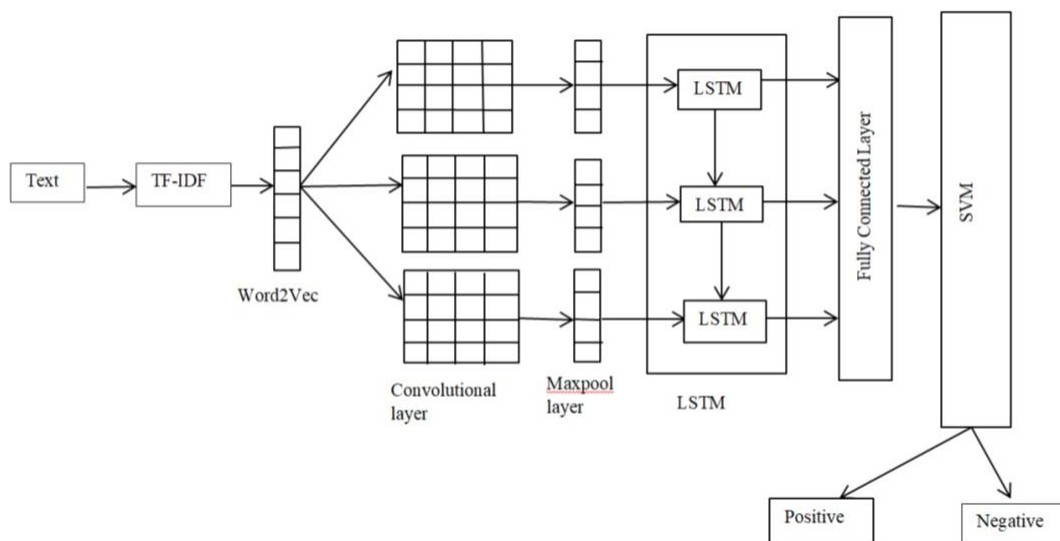 Text
TF-IDF
Word2Vec
Convolutional
layer
Maxpool
layer
LSTM
LSTM
LSTM
LSTM
Fully Connected Layer
SVM
Positive
Negative